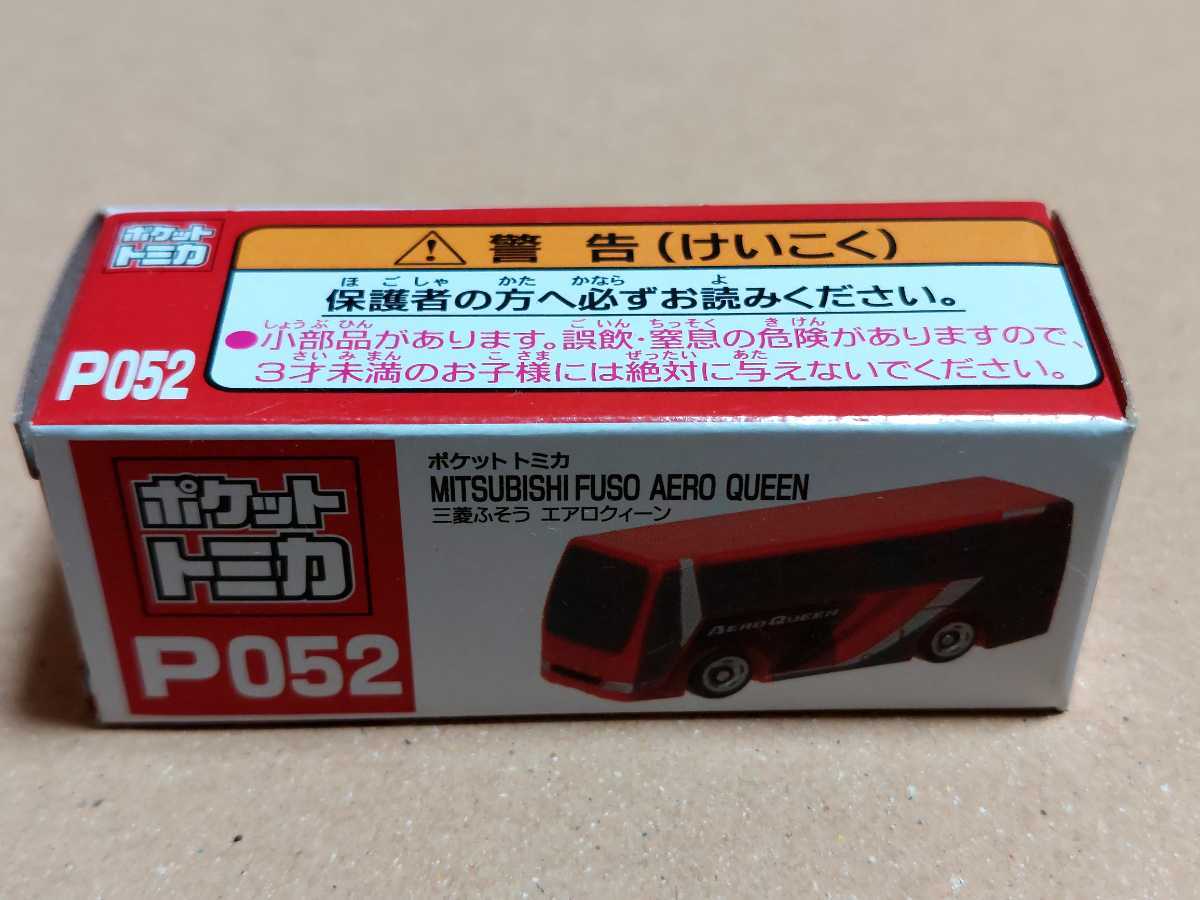 ポケット
トミカ
P052
警告(けいこく)
ほごしゃ かた かなら よ
保護者の方へ必ずお読みください。
しょうぶひん ごいん ちっそく きけん
●小部品があります。誤飲・窒息の危険がありますので、
さいみまん こさま ぜったい あた
3才未満のお子様には絶対に与えないでください。
ポケット
トミカ
P052
ポケットトミカ
MITSUBISHI FUSO AERO QUEEN
三菱ふそう エアロクィーン
AERO QUEEN